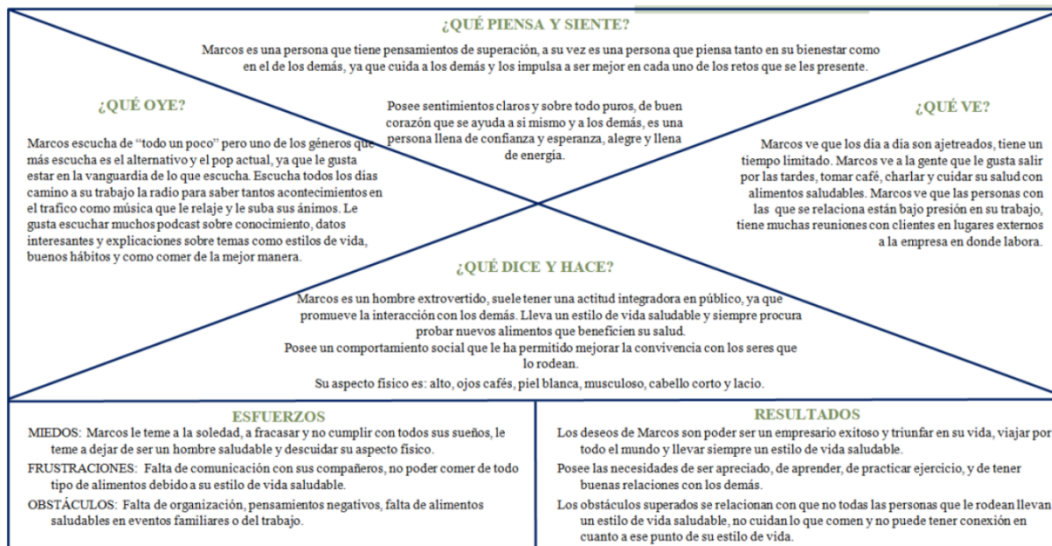 ¿QUÉ PIENSA Y SIENTE?
Marcos es una persona que tiene pensamientos de superación, a su vez es una persona que piensa tanto en su bienestar como
en el de los demás, ya que cuida a los demás y los impulsa a ser mejor en cada uno de los retos que se les presente.
Posee sentimientos claros y sobre todo puros, de buen
corazón que se ayuda a si mismo y a los demás, es una
persona llena de confianza y esperanza, alegre y llena
de energía.
¿QUÉ OYE?
Marcos escucha de “todo un poco” pero uno de los géneros que
más escucha es el alternativo y el pop actual, ya que le gusta
estar en la vanguardia de lo que escucha. Escucha todos los días
camino a su trabajo la radio para saber tantos acontecimientos en
el trafico como música que le relaje y le suba sus ánimos. Le
gusta escuchar muchos podcast sobre conocimiento, datos
interesantes y explicaciones sobre temas como estilos de vida,
buenos hábitos y como comer de la mejor manera.
¿QUÉ VE?
Marcos ve que los día a día son ajetreados, tiene un
tiempo limitado. Marcos ve a la gente que le gusta salir
por las tardes, tomar café, charlar y cuidar su salud con
alimentos saludables. Marcos ve que las personas con
las que se relaciona están bajo presión en su trabajo,
tiene muchas reuniones con clientes en lugares externos
a la empresa en donde labora.
¿QUÉ DICE Y HACE?
Marcos es un hombre extrovertido, suele tener una actitud integradora en público, ya que
promueve la interacción con los demás. Lleva un estilo de vida saludable y siempre procura
probar nuevos alimentos que beneficien su salud.
Posee un comportamiento social que le ha permitido mejorar la convivencia con los seres que
lo rodean.
Su aspecto físico es: alto, ojos cafés, piel blanca, musculoso, cabello corto y lacio.
ESFUERZOS
MIEDOS: Marcos le teme a la soledad, a fracasar y no cumplir con todos sus sueños, le
teme a dejar de ser un hombre saludable y descuidar su aspecto físico.
FRUSTRACIONES: Falta de comunicación con sus compañeros, no poder comer de todo
tipo de alimentos debido a su estilo de vida saludable.
OBSTÁCULOS: Falta de organización, pensamientos negativos, falta de alimentos
saludables en eventos familiares o del trabajo.
RESULTADOS
Los deseos de Marcos son poder ser un empresario exitoso y triunfar en su vida, viajar por
todo el mundo y llevar siempre un estilo de vida saludable.
Posee las necesidades de ser apreciado, de aprender, de practicar ejercicio, y de tener
buenas relaciones con los demás.
Los obstáculos superados se relacionan con que no todas las personas que le rodean llevan
un estilo de vida saludable, no cuidan lo que comen y no puede tener conexión en
cuanto a ese punto de su estilo de vida.